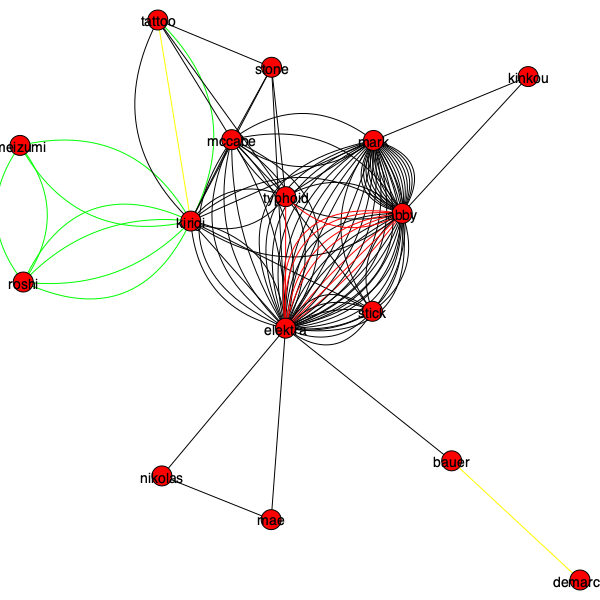 tattoo
stone
kinkou
mccabe
mark
meizumi
typhoid
abby
kirigi
roshi
stick
elektra
bauer
nikolas
mae
demarc